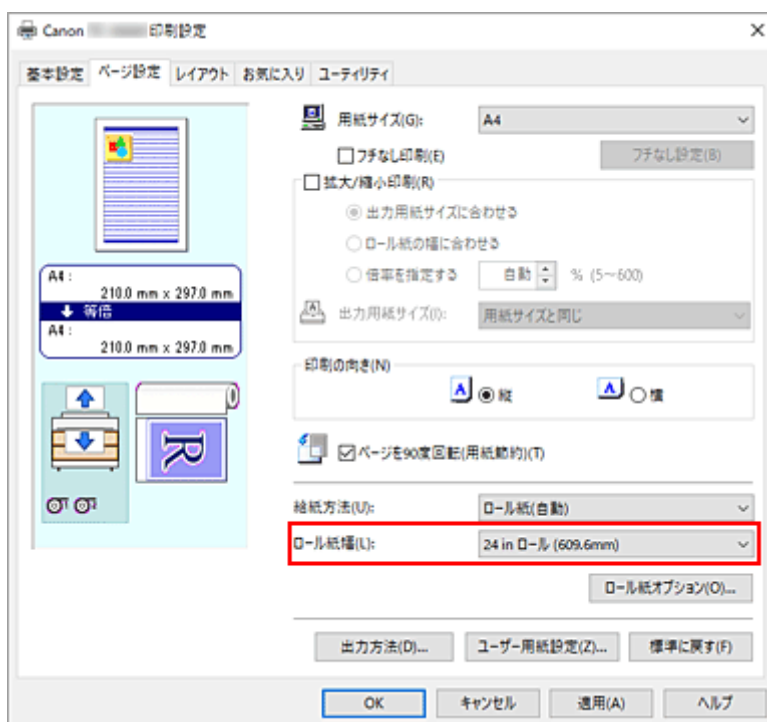 Canon 印刷設定
基本設定 ページ設定 レイアウト お気に入り ユーティリティ
用紙サイズ(G): A4
フチなし印刷(E) フチなし設定(B)
拡大/縮小印刷(R)
出力用紙サイズに合わせる
ロール紙の幅に合わせる
倍率を指定する 自動 % (5～600)
出力用紙サイズ(I): 用紙サイズと同じ
A4 :
210.0 mm x 297.0 mm
等倍
A4 :
210.0 mm x 297.0 mm
印刷の向き(N)
A 縦 A 横
ページを90度回転(用紙節約)(T)
R
給紙方法(U): ロール紙(自動)
ロール紙幅(L): 24 in ロール (609.6mm)
ロール紙オプション(O)...
出力方法(D)... ユーザー用紙設定(Z)... 標準に戻す(F)
OK キャンセル 適用(A) ヘルプ